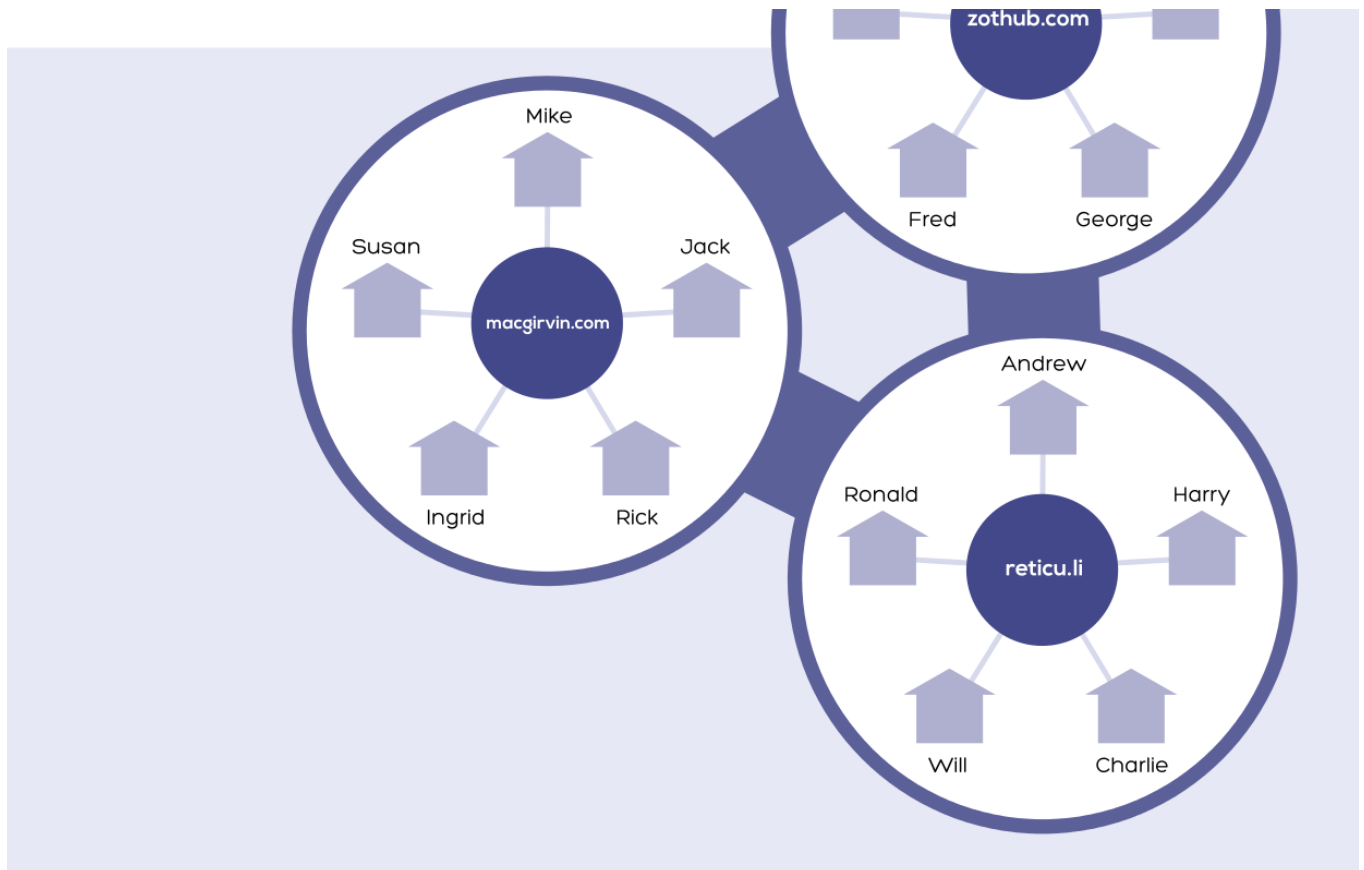 zothub.com
Fred
George
Mike
Susan
Jack
macgirvin.com
Ingrid
Rick
Andrew
Ronald
Harry
reticu.li
Will
Charlie